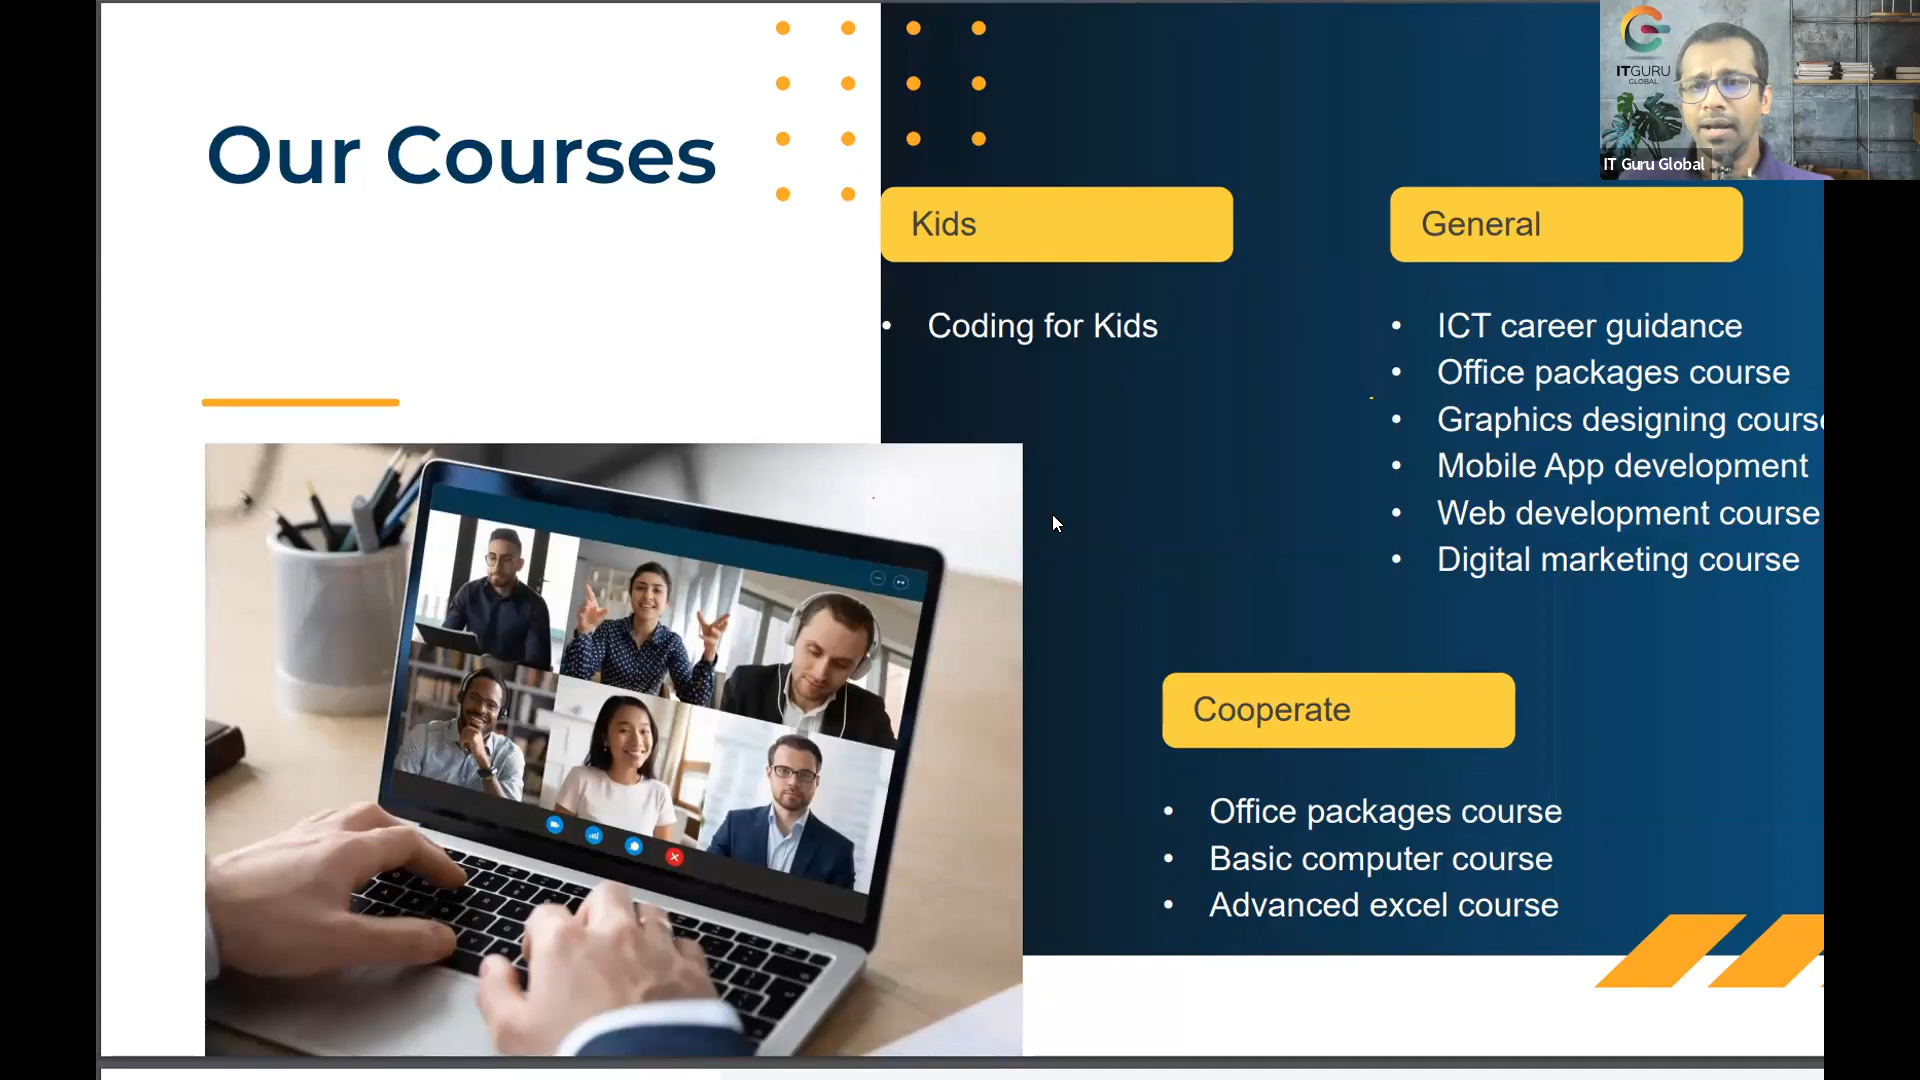 Our Courses
ITGURU
GLOBAL
IT Guru Global
Kids
• Coding for Kids
General
• ICT career guidance
• Office packages course
• Graphics designing cours
• Mobile App development
• Web development course
• Digital marketing course
Cooperate
• Office packages course
• Basic computer course
• Advanced excel course